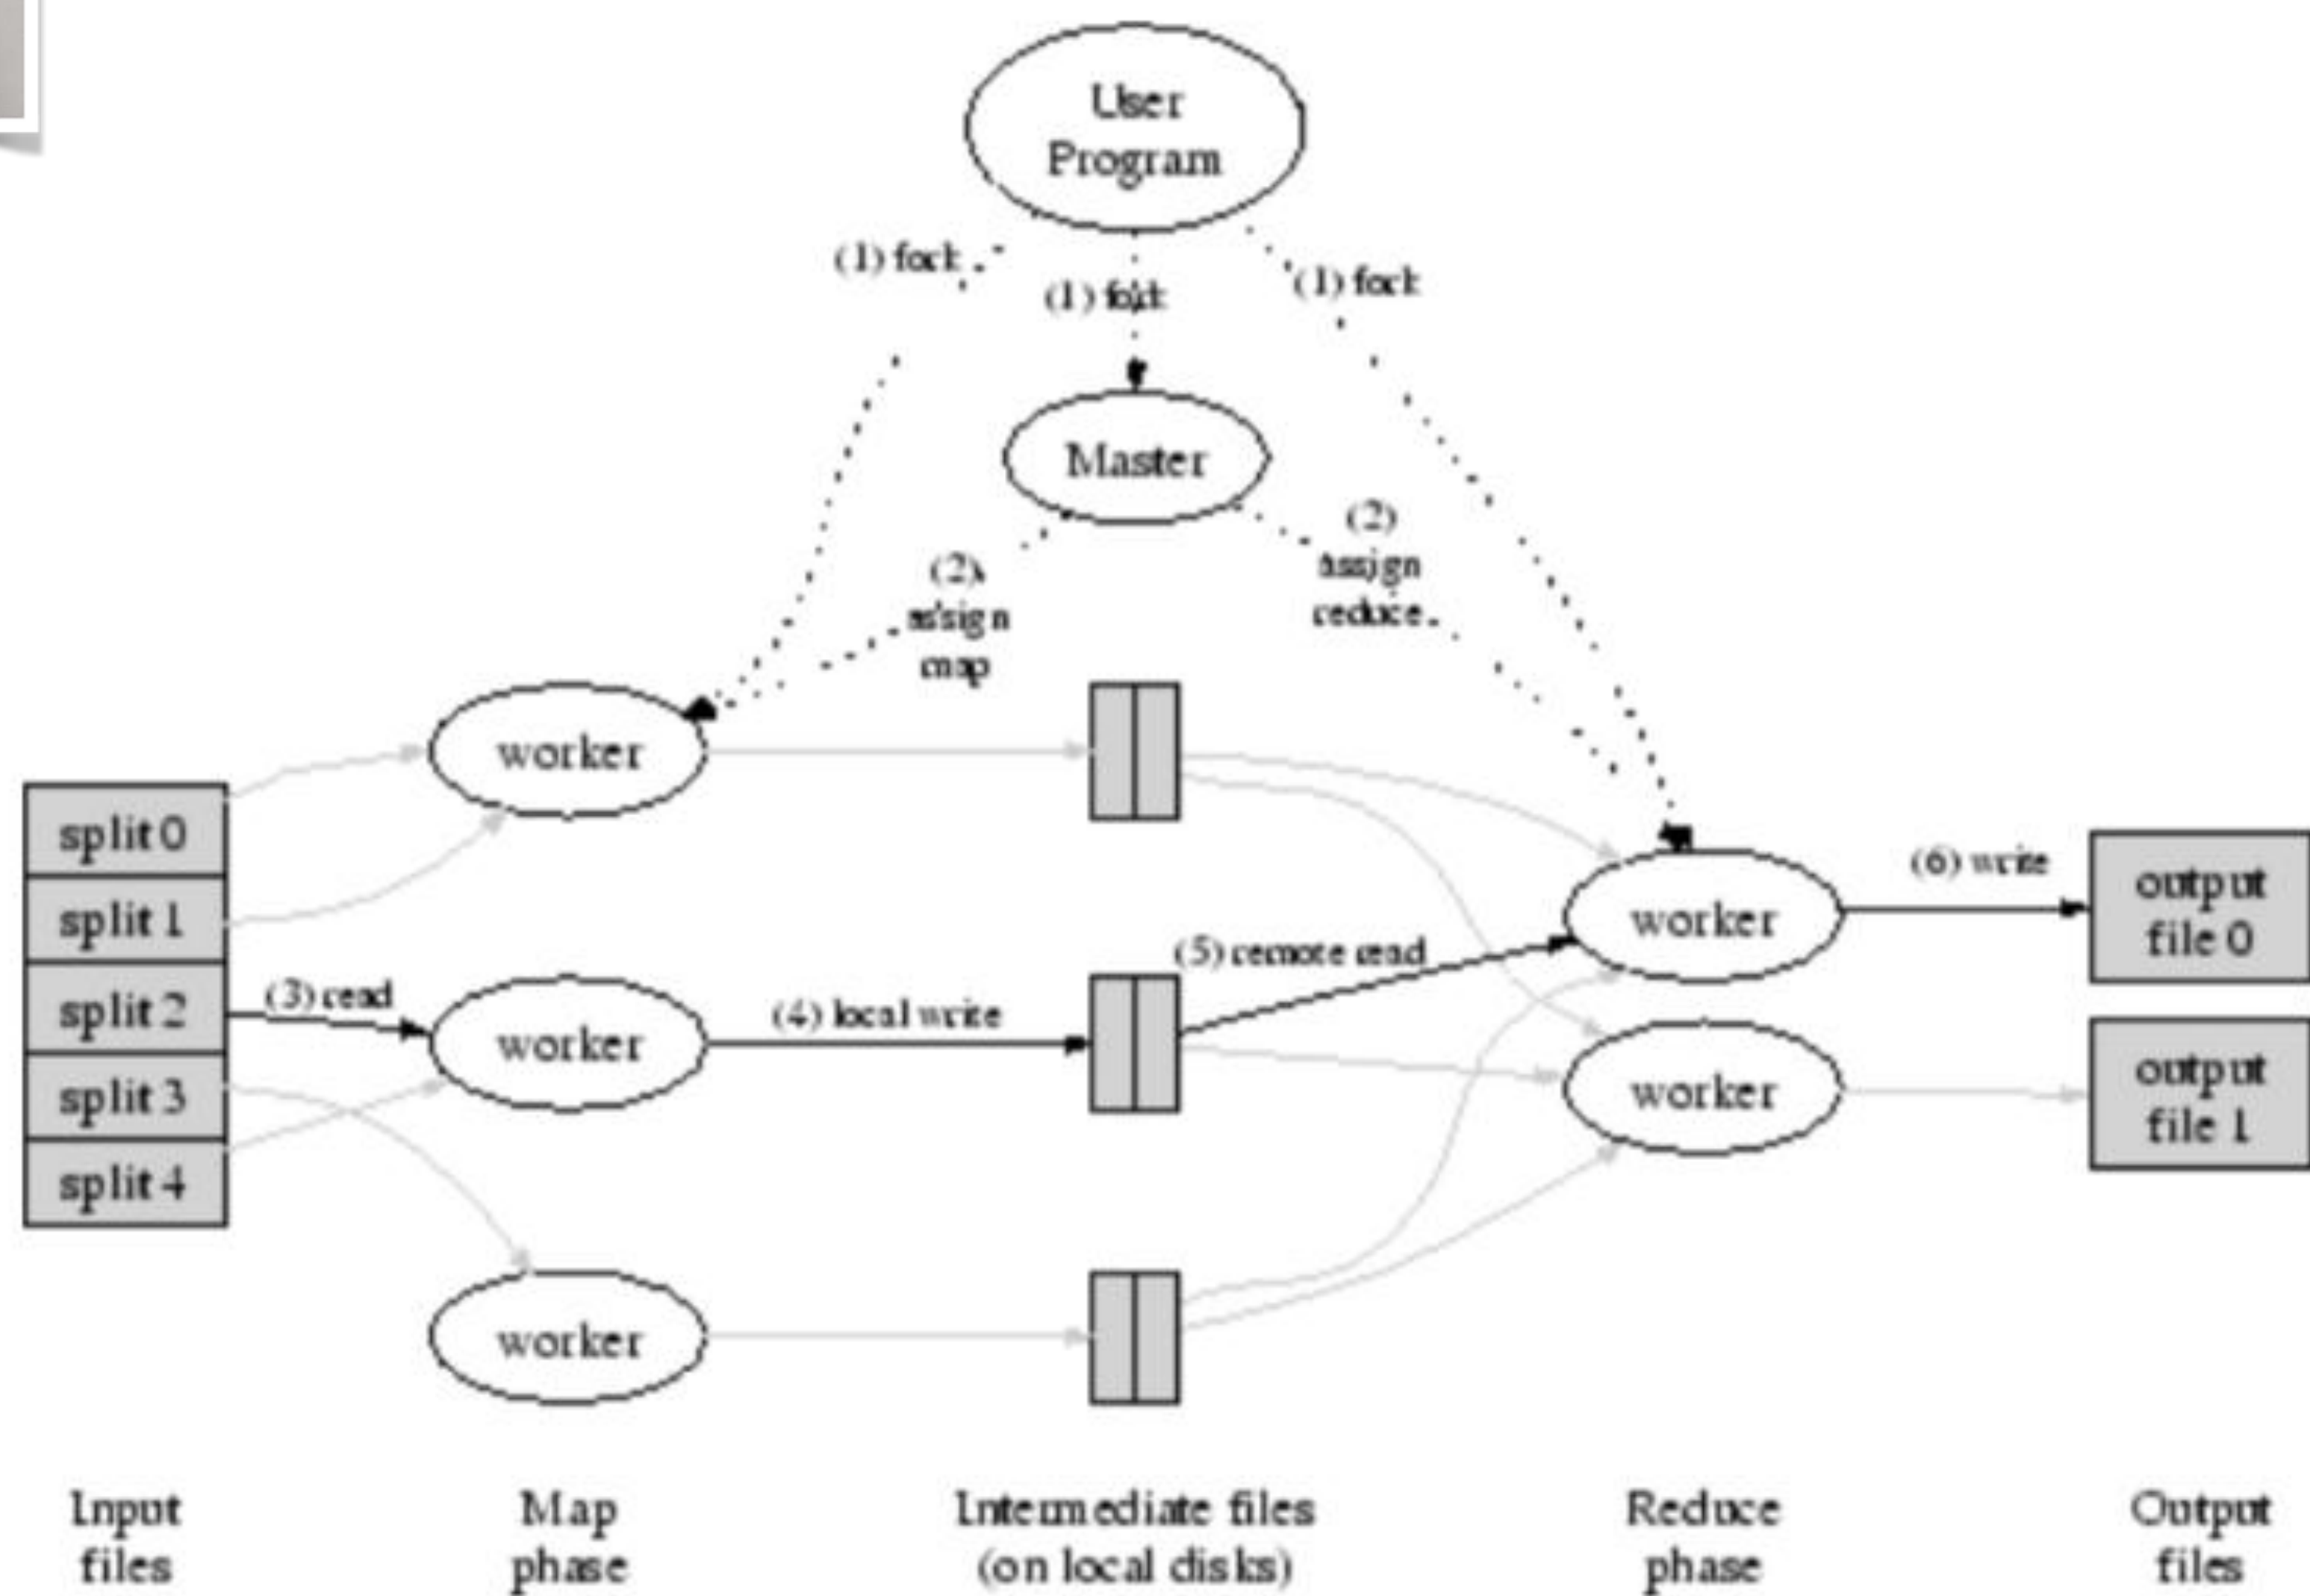 User
Program
(1) fork
(1) fork
(1) fork
Master
(2)
assign
map
(2)
assign
reduce
worker
split 0
split 1
split 2
split 3
split 4
(3) read
worker
(4) local write
(5) remote read
worker
(6) write
output
file 0
worker
output
file 1
worker
Input
files
Map
phase
Intermediate files
(on local disks)
Reduce
phase
Output
files